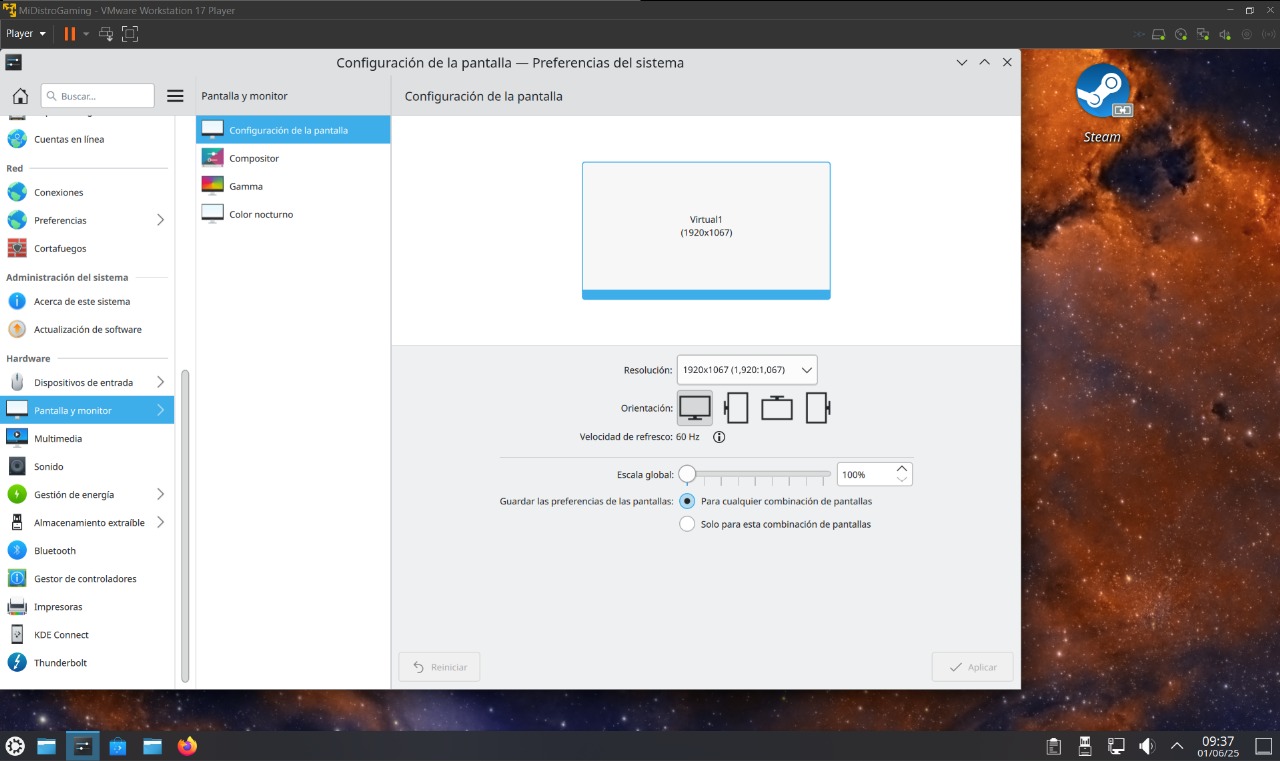 MiDistroGaming - VMware Workstation 17 Player
Player
Configuración de la pantalla — Preferencias del sistema
Buscar...
Pantalla y monitor
Configuración de la pantalla
Cuentas en línea
Red
Conexiones
Preferencias
Cortafuegos
Administración del sistema
Acerca de este sistema
Actualización de software
Hardware
Dispositivos de entrada
Pantalla y monitor
Multimedia
Sonido
Gestión de energía
Almacenamiento extraíble
Bluetooth
Gestor de controladores
Impresoras
KDE Connect
Thunderbolt
Configuración de la pantalla
Compositor
Gamma
Color nocturno
Virtual1
(1920x1067)
Resolución: 1920x1067 (1,920:1,067)
Orientación:
Velocidad de refresco: 60 Hz
Escala global: 100%
Guardar las preferencias de las pantallas: Para cualquier combinación de pantallas
Solo para esta combinación de pantallas
Reiniciar
Aplicar
Steam
09:37
01/06/25